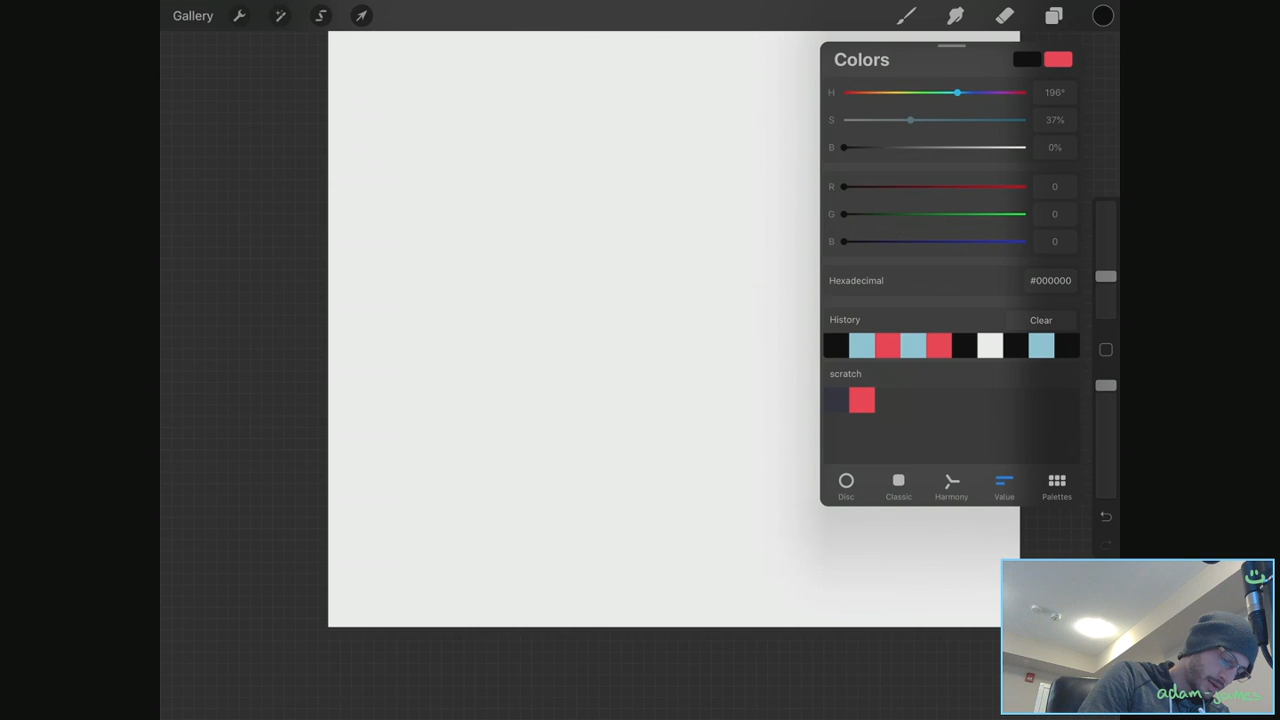 Gallery
Colors
H 196°
S 37%
B 0%
R 0
G 0
B 0
Hexadecimal #000000
History Clear
scratch
Disc Classic Harmony Value Palettes
adam-james